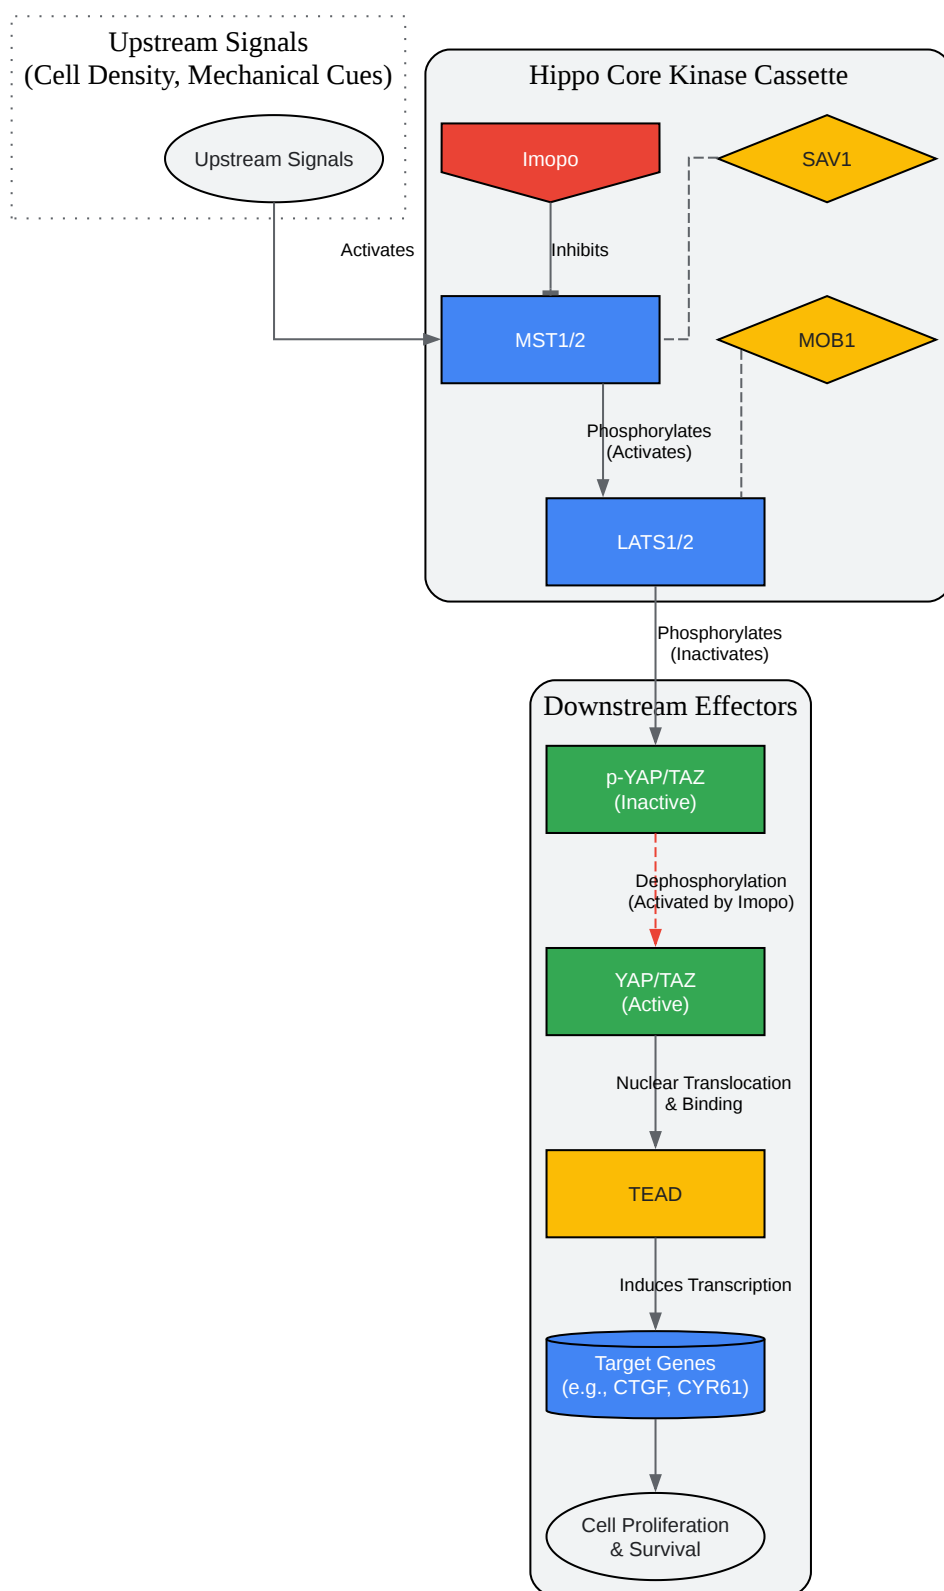 Upstream Signals
(Cell Density, Mechanical Cues)
Hippo Core Kinase Cassette
Upstream Signals
Imopo
SAV1
Activates
Inhibits
MST1/2
MOB1
Phosphorylates
(Activates)
LATS1/2
Phosphorylates
(Inactivates)
Downstream Effectors
p-YAP/TAZ
(Inactive)
Dephosphorylation
(Activated by Imopo)
YAP/TAZ
(Active)
Nuclear Translocation
& Binding
TEAD
Induces Transcription
Target Genes
(e.g., CTGF, CYR61)
Cell Proliferation
& Survival